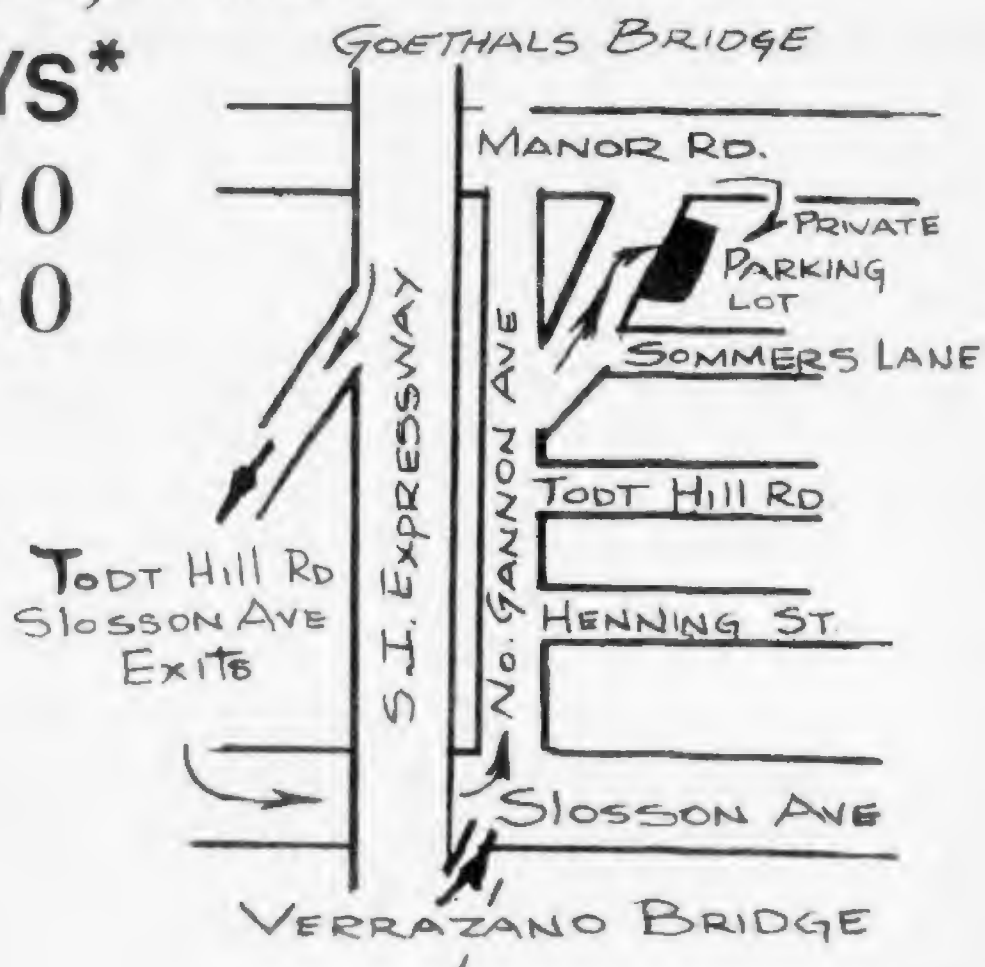 GOETHALS BRIDGE
YS*
0
0
MANOR RD.
PRIVATE
PARKING
LOT
SOMMERS LANE
S.I. EXPRESSWAY
No. GANNON AVE
TODT HILL RD
TODT Hill RD
Slosson AVE
Exits
HENNING ST.
SLOSSON AVE
VERRAZANO BRIDGE